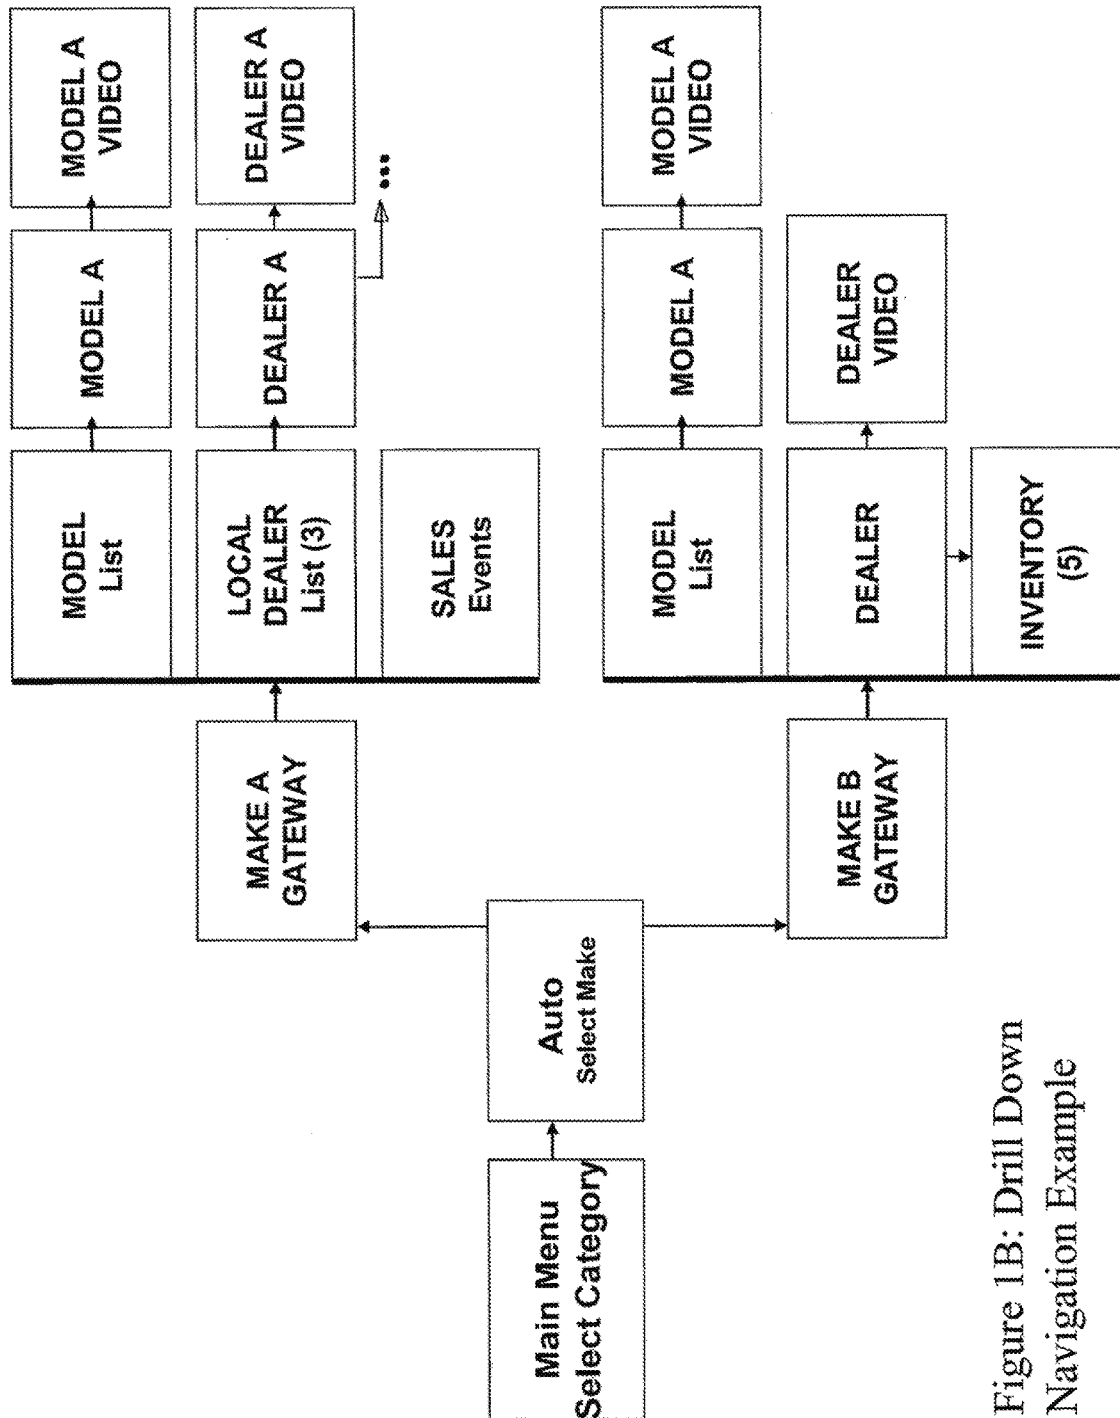 Main Menu
Select Category
Auto
Select Make
MAKE A
GATEWAY
MODEL
List
MODEL A
MODEL A
VIDEO
LOCAL
DEALER
List (3)
DEALER A
DEALER A
VIDEO
...
SALES
Events
MAKE B
GATEWAY
MODEL
List
MODEL A
MODEL A
VIDEO
DEALER
DEALER
VIDEO
INVENTORY
(5)
Figure 1B: Drill Down
Navigation Example